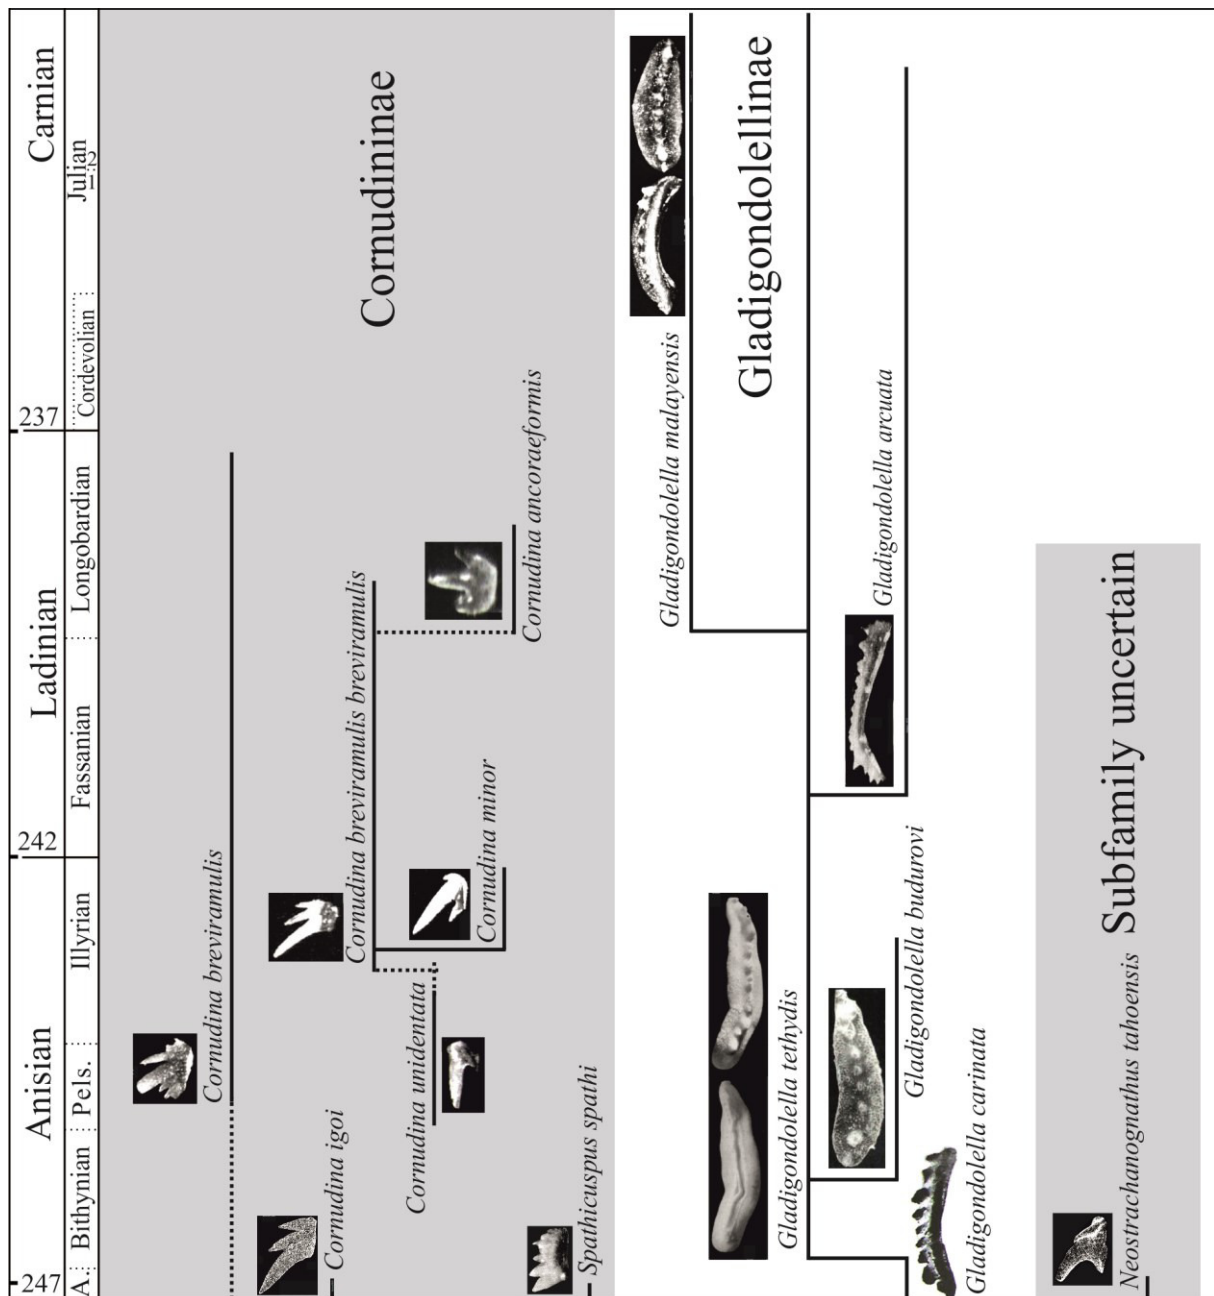 Carnian
Ladinian
Anisian
237
242
247
Julian
1
2
Cordevolian
Longobardian
Fassanian
Illyrian
Pels.
Bithynian
A.
Cornudininae
Cornudina breviramulis
Cornudina igoi
Cornudina breviramulis breviramulis
Cornudina unidentata
Cornudina minor
Cornudina ancoraeformis
Spathicuspus spathi
Gladigondolellinae
Gladigondolella malayensis
Gladigondolella tethydis
Gladigondolella arcuata
Gladigondolella budurovi
Gladigondolella carinata
Subfamily uncertain
Neostrachanognathus tahoensis